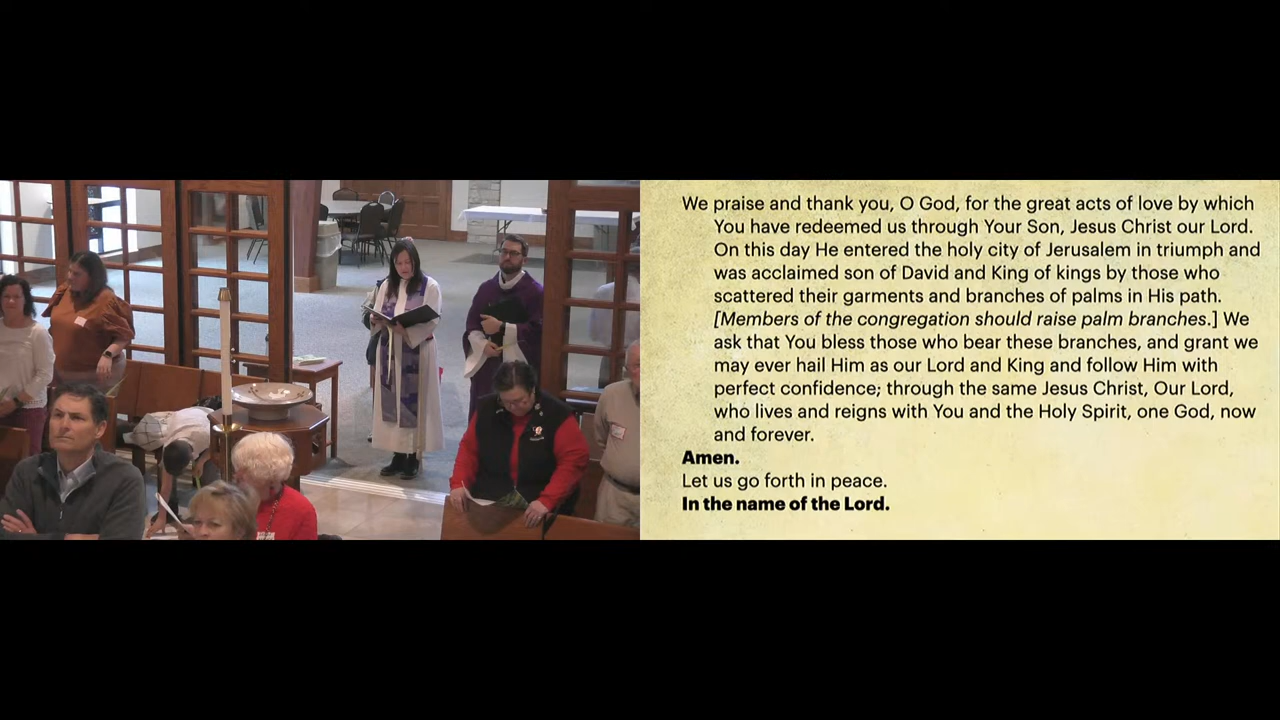 We praise and thank you, O God, for the great acts of love by which
You have redeemed us through Your Son, Jesus Christ our Lord.
On this day He entered the holy city of Jerusalem in triumph and
was acclaimed son of David and King of kings by those who
scattered their garments and branches of palms in His path.
[Members of the congregation should raise palm branches.] We
ask that You bless those who bear these branches, and grant we
may ever hail Him as our Lord and King and follow Him with
perfect confidence; through the same Jesus Christ, Our Lord,
who lives and reigns with You and the Holy Spirit, one God, now
and forever.
Amen.
Let us go forth in peace.
In the name of the Lord.